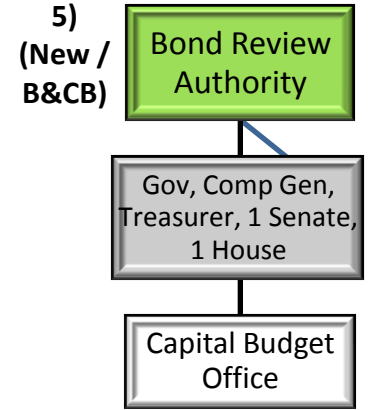 5)
(New /
B&CB)
Bond Review
Authority
Gov, Comp Gen,
Treasurer, 1 Senate,
1 House
Capital Budget
Office